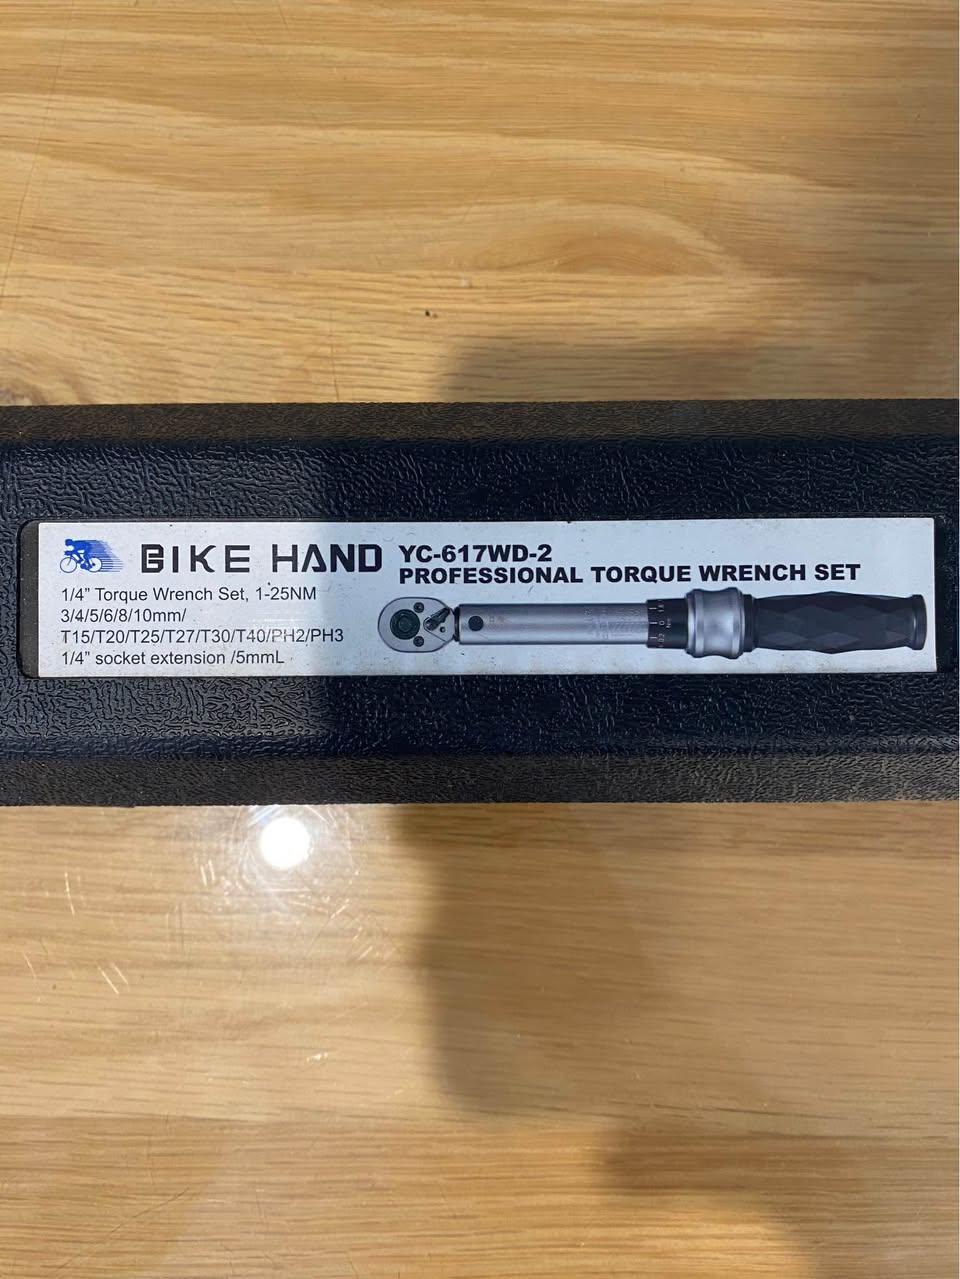 BIKE HAND
YC-617WD-2
PROFESSIONAL TORQUE WRENCH SET
1/4” Torque Wrench Set, 1-25NM
3/4/5/6/8/10mm/
T15/T20/T25/T27/T30/T40/PH2/PH3
1/4” socket extension /5mmL